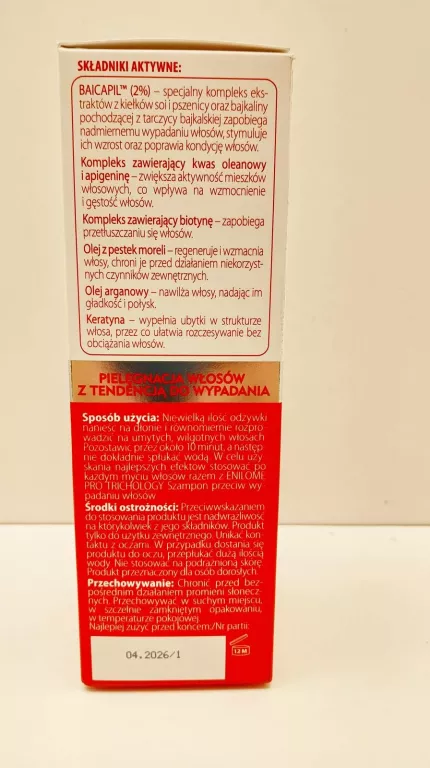 SKŁADNIKI AKTYWNE:
BAICAPIL™ (2%) – specjalny kompleks eks-
traktów z kiełków soi i pszenicy oraz bajkaliny
pochodzącej z tarczycy bajkalskiej zapobiega
nadmiernemu wypadaniu włosów, stymuluje
ich wzrost oraz poprawia kondycję włosów.
Kompleks zawierający kwas oleanowy
i apigeninę – zwiększa aktywność mieszków
włosowych, co wpływa na wzmocnienie
i gęstość włosów.
Kompleks zawierający biotynę – zapobiega
przetłuszczaniu się włosów.
Olej z pestek moreli – regeneruje i wzmacnia
włosy, chroni je przed działaniem niekorzyst-
nych czynników zewnętrznych.
Olej arganowy – nawilża włosy, nadając im
gładkość i połysk.
Keratyna – wypełnia ubytki w strukturze
włosa, przez co ułatwia rozczesywanie bez
obciążania włosów.
PIELĘGNACJA WŁOSÓW
Z TENDENCJĄ DO WYPADANIA
Sposób użycia: Niewielką ilość odżywki
nanieść na dłonie i równomiernie rozpro-
wadzić na umytych, wilgotnych włosach.
Pozostawić przez około 10 minut, a następ-
nie dokładnie spłukać wodą. W celu uzy-
skania najlepszych efektów stosować po
każdym myciu włosów razem z ENILOME
PRO TRICHOLOGY Szampon przeciw wy-
padaniu włosów.
Środki ostrożności: Przeciwwskazaniem
do stosowania produktu jest nadwrażliwość
na którykolwiek z jego składników. Produkt
tylko do użytku zewnętrznego. Unikać kon-
taktu z oczami. W przypadku dostania się
produktu do oczu, przepłukać dużą ilością
wody. Nie stosować na podrażnioną skórę.
Produkt przeznaczony dla osób dorosłych.
Przechowywanie: Chronić przed bez-
pośrednim działaniem promieni słonecz-
nych. Przechowywać w suchym miejscu,
w szczelnie zamkniętym opakowaniu,
w temperaturze pokojowej.
Najlepiej zużyć przed końcem:/Nr partii:
04.2026/1
12M